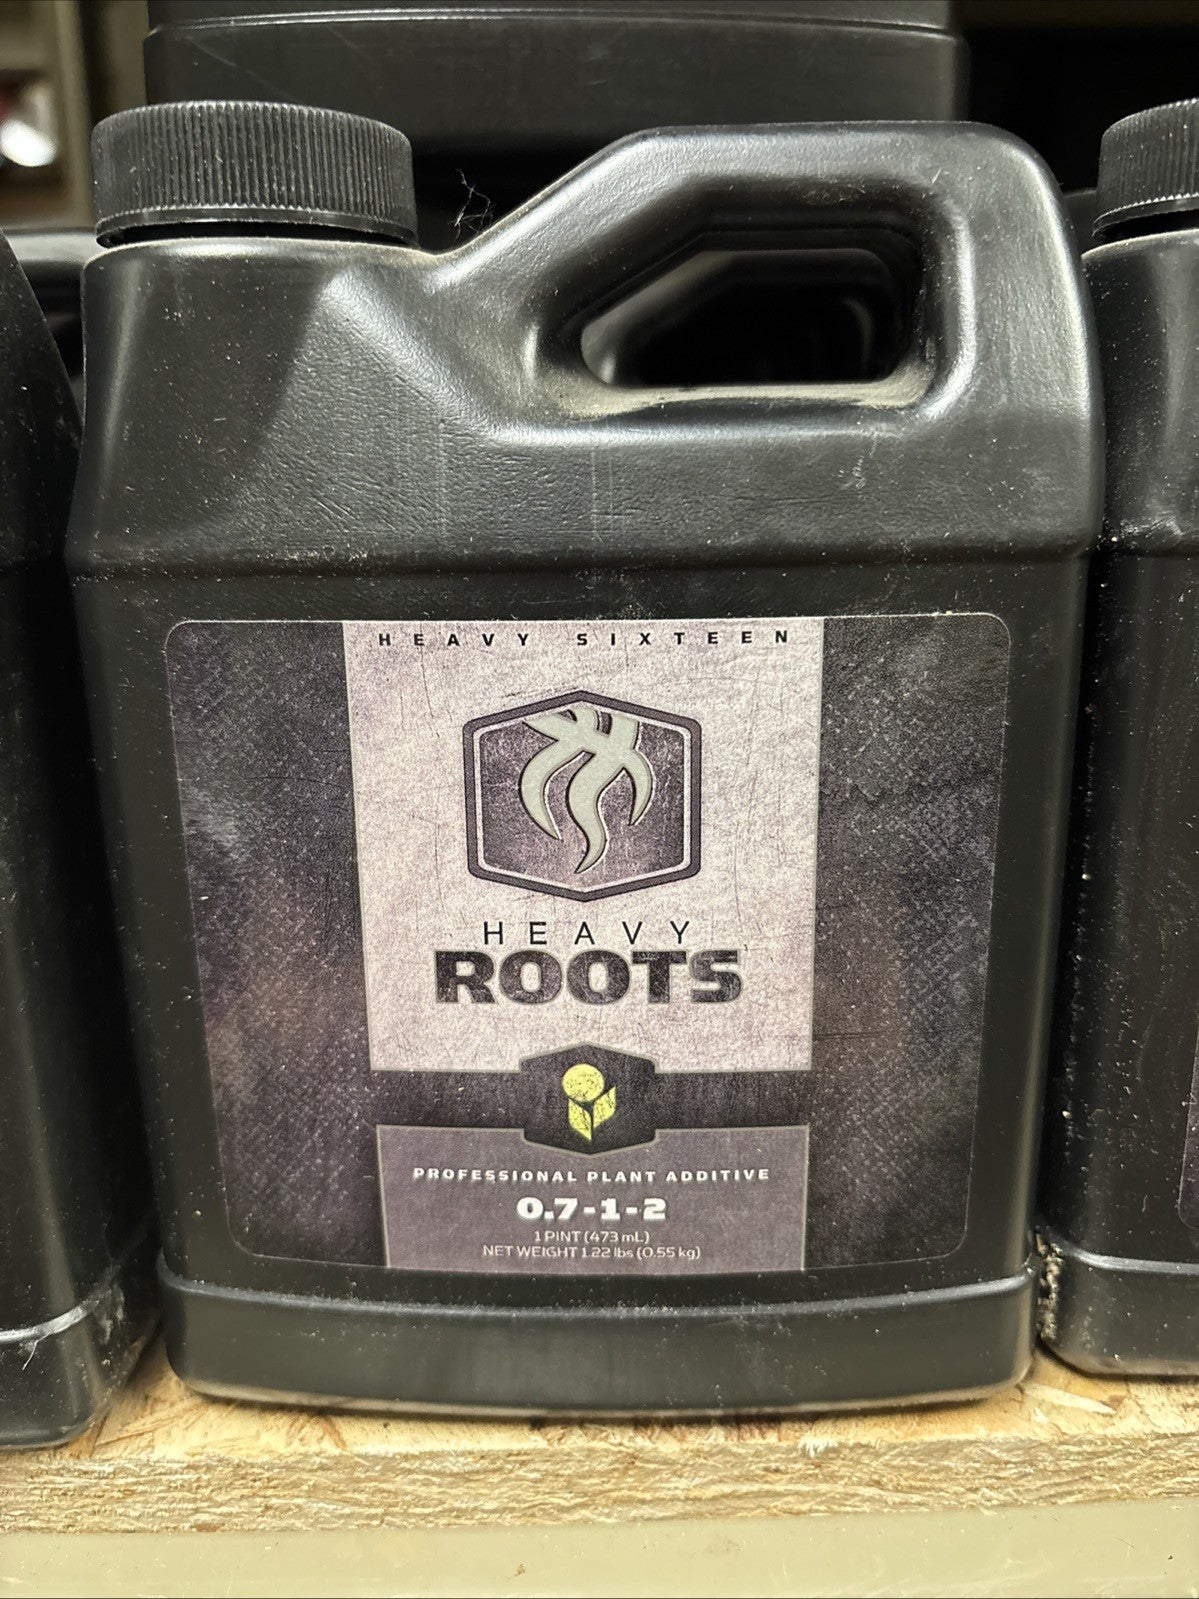 HEAVY SIXTEEN
HEAVY
ROOTS
PROFESSIONAL PLANT ADDITIVE
0.7-1-2
1 PINT (473 mL)
NET WEIGHT 1.22 lbs (0.55 kg)